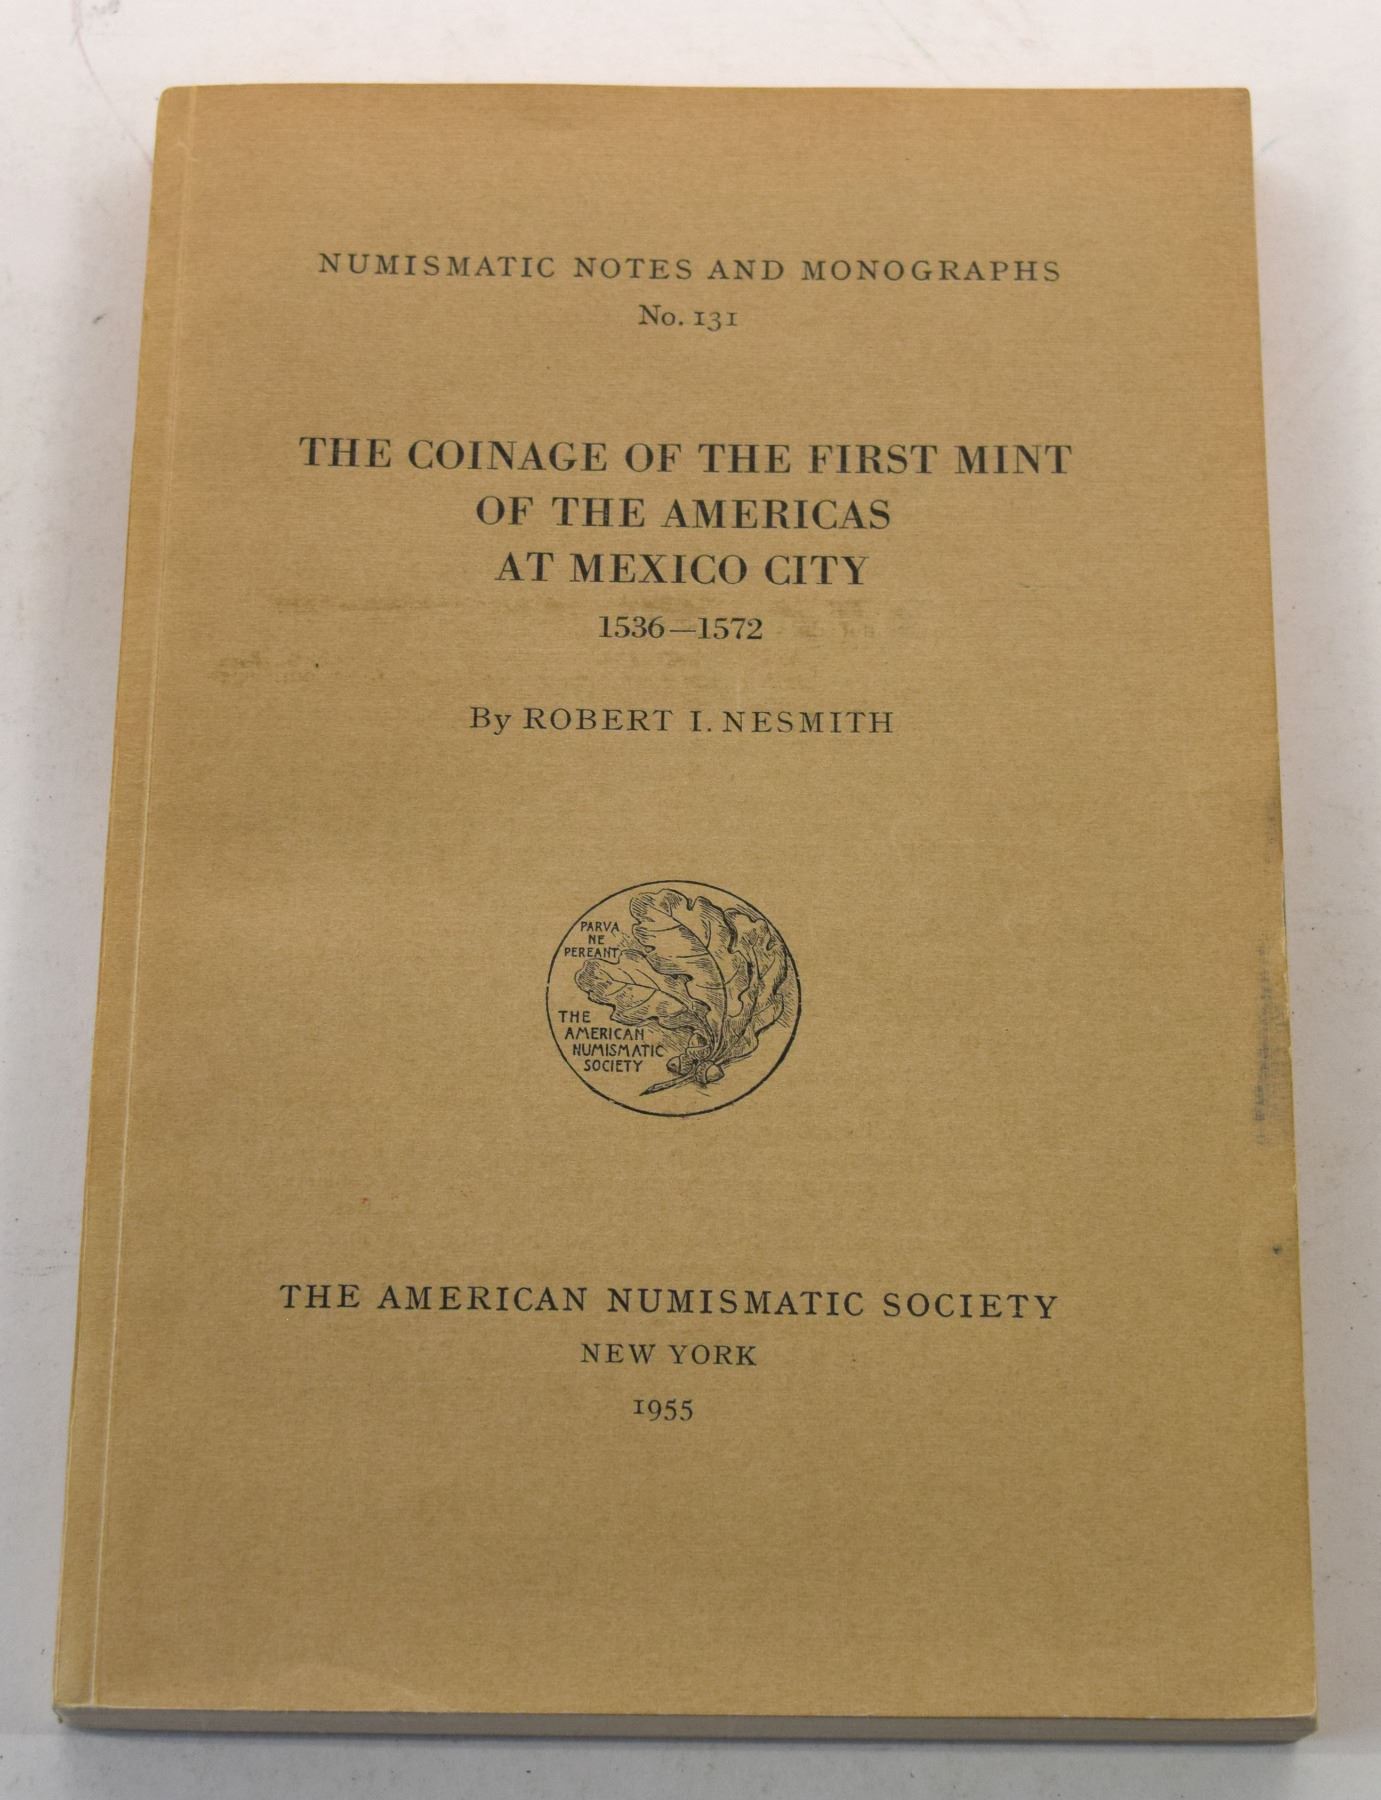 NUMISMATIC NOTES AND MONOGRAPHS
No. 131
THE COINAGE OF THE FIRST MINT
OF THE AMERICAS
AT MEXICO CITY
1536—1572
By ROBERT I. NESMITH
PARVA
NE
PEREANT
THE
AMERICAN
NUMISMATIC
SOCIETY
THE AMERICAN NUMISMATIC SOCIETY
NEW YORK
1955